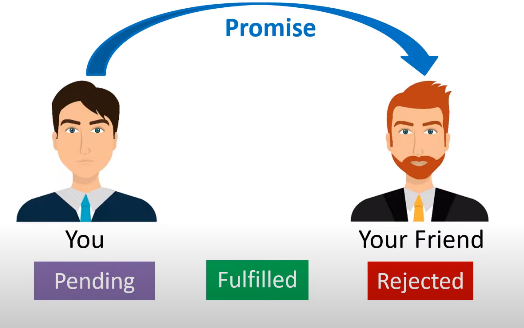 Promise
You
Your Friend
Pending
Fulfilled
Rejected